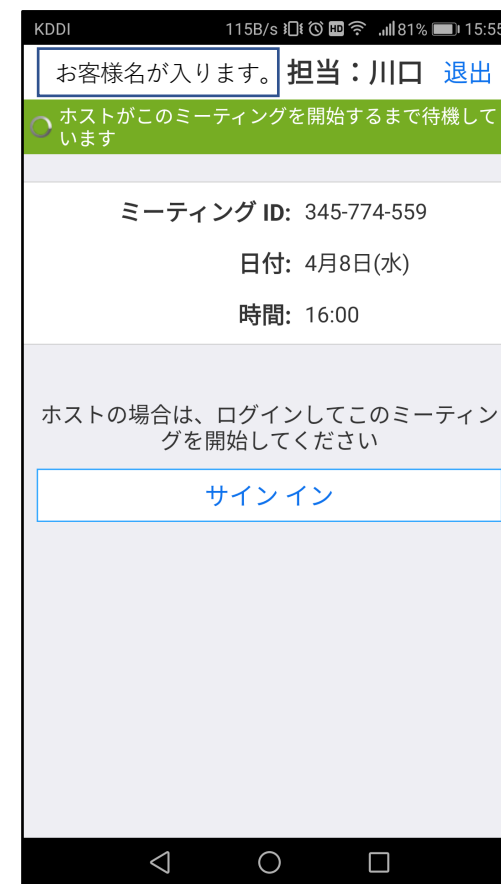 KDDI 115B/s HD 81% 15:55
お客様名が入ります。 担当：川口 退出
ホストがこのミーティングを開始するまで待機して
います
ミーティング ID: 345-774-559
日付: 4月8日(水)
時間: 16:00
ホストの場合は、ログインしてこのミーティン
グを開始してください
サイン イン